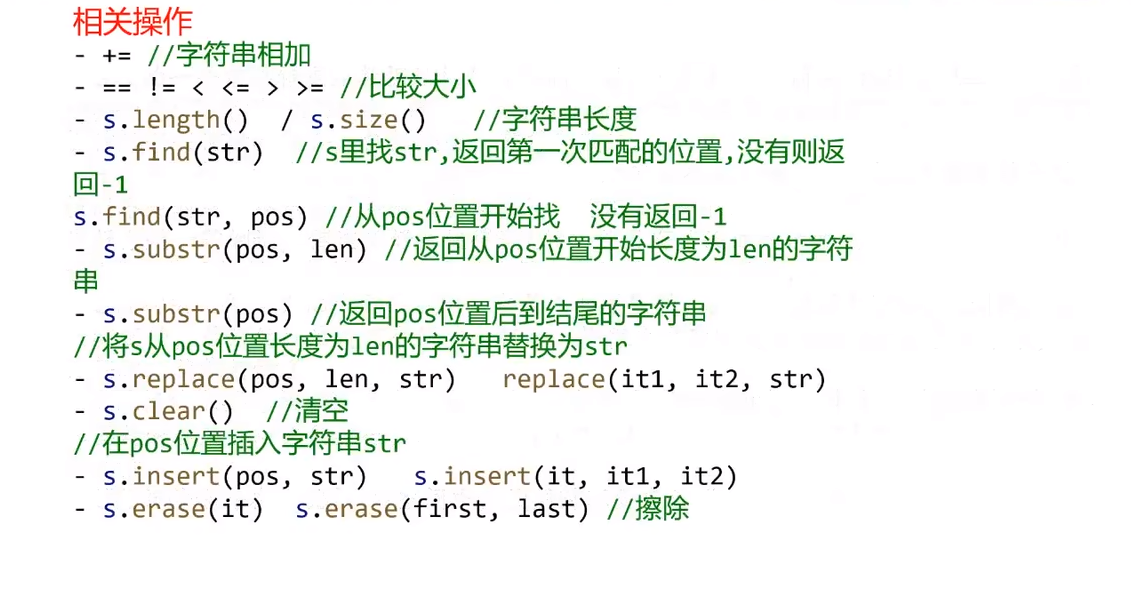 相关操作
- += //字符串相加
- == != < <= > >= //比较大小
- s.length()  / s.size()   //字符串长度
- s.find(str)  //s里找str,返回第一次匹配的位置,没有则返
回-1
s.find(str, pos) //从pos位置开始找  没有返回-1
- s.substr(pos, len) //返回从pos位置开始长度为len的字符
串
- s.substr(pos) //返回pos位置后到结尾的字符串
//将s从pos位置长度为len的字符串替换为str
- s.replace(pos, len, str)   replace(it1, it2, str)
- s.clear()  //清空
//在pos位置插入字符串str
- s.insert(pos, str)   s.insert(it, it1, it2)
- s.erase(it)  s.erase(first, last) //擦除